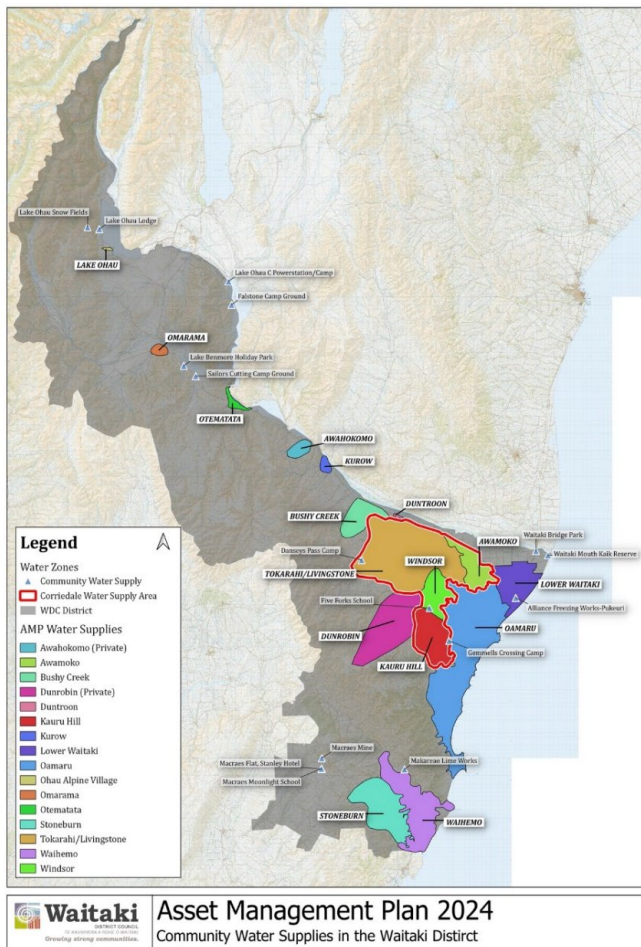 Lake Ohau Snow Fields
Lake Ohau Lodge
LAKE OHAU
Lake Ohau C Powerstation/Camp
Falstone Camp Ground
OMARAMA
Lake Benmore Holiday Park
Sailors Cutting Camp Ground
OTEMATATA
AWAHOKOMO
KUROW
DUNTROON
BUSHY CREEK
AWAMOKO
Waitaki Bridge Park
Waitaki Mouth Kaik Reserve
Danseys Pass Camp
WINDSOR
TOKARAHI/LIVINGSTONE
LOWER WAITAKI
Five Forks School
Alliance Freezing Works-Pukeuri
DUNROBIN
OAMARU
Gemmells Crossing Camp
KAURU HILL
Macraes Mine
Macraes Flat, Stanley Hotel
Makareao Lime Works
Macraes Moonlight School
STONEBURN
WAIHEMO
Legend
Water Zones
Community Water Supply
Corriedale Water Supply Area
WDC District
AMP Water Supplies
Awahokomo (Private)
Awamoko
Bushy Creek
Dunrobin (Private)
Duntroon
Kauru Hill
Kurow
Lower Waitaki
Oamaru
Ohau Alpine Village
Omarama
Otematata
Stoneburn
Tokarahi/Livingstone
Waihemo
Windsor
Waitaki
DISTRICT COUNCIL
Growing strong communities.
Asset Management Plan 2024
Community Water Supplies in the Waitaki Distirct